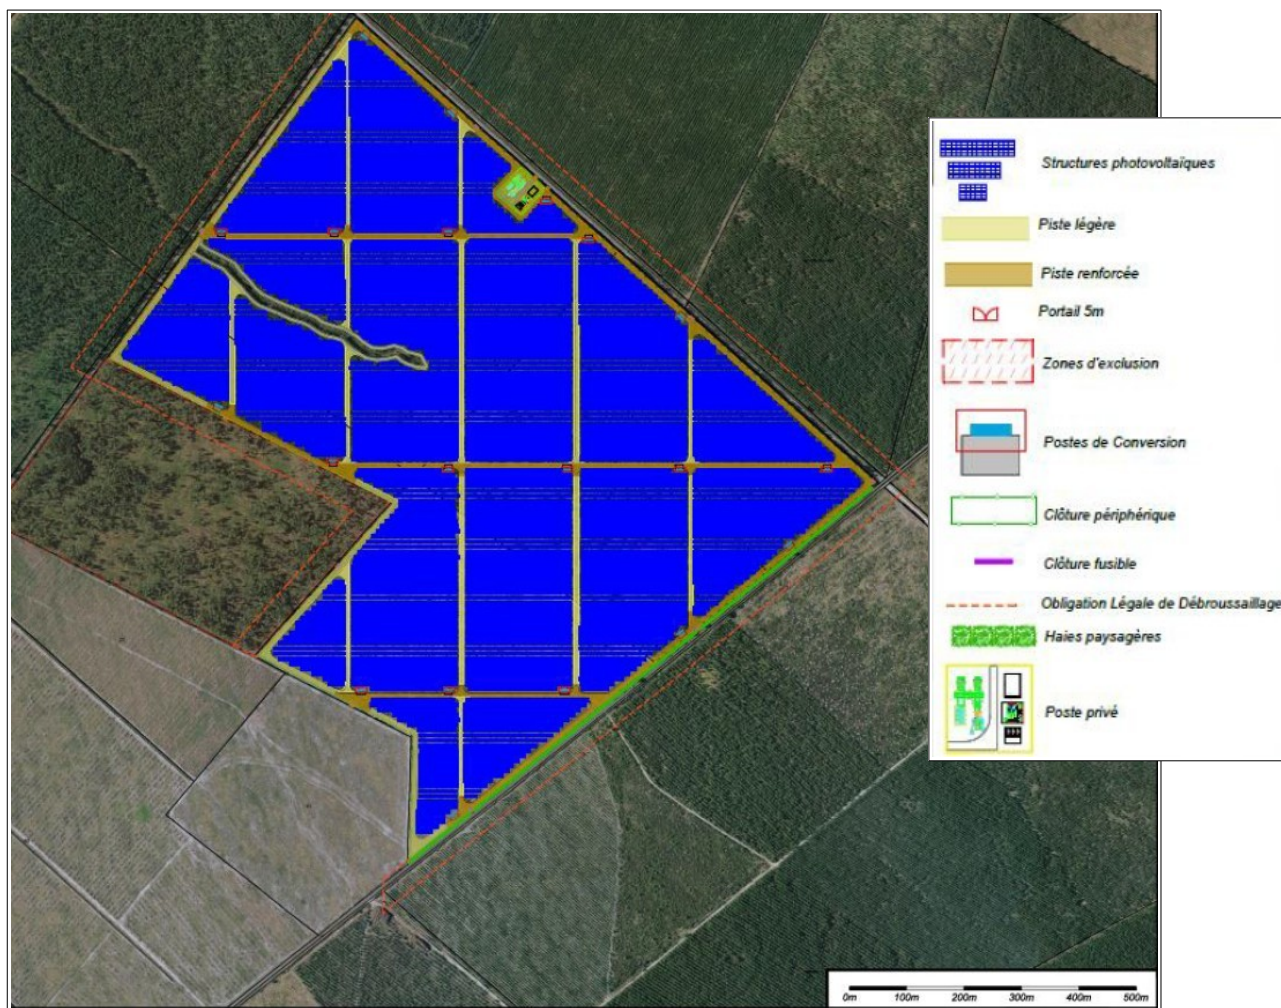 Structures photovoltaïques
Piste légère
Piste renforcée
Portail 5m
Zones d'exclusion
Postes de Conversion
Clôture périphérique
Clôture fusible
Obligation Légale de Débroussaillage
Haies paysagères
Poste privé
0m 100m 200m 300m 400m 500m